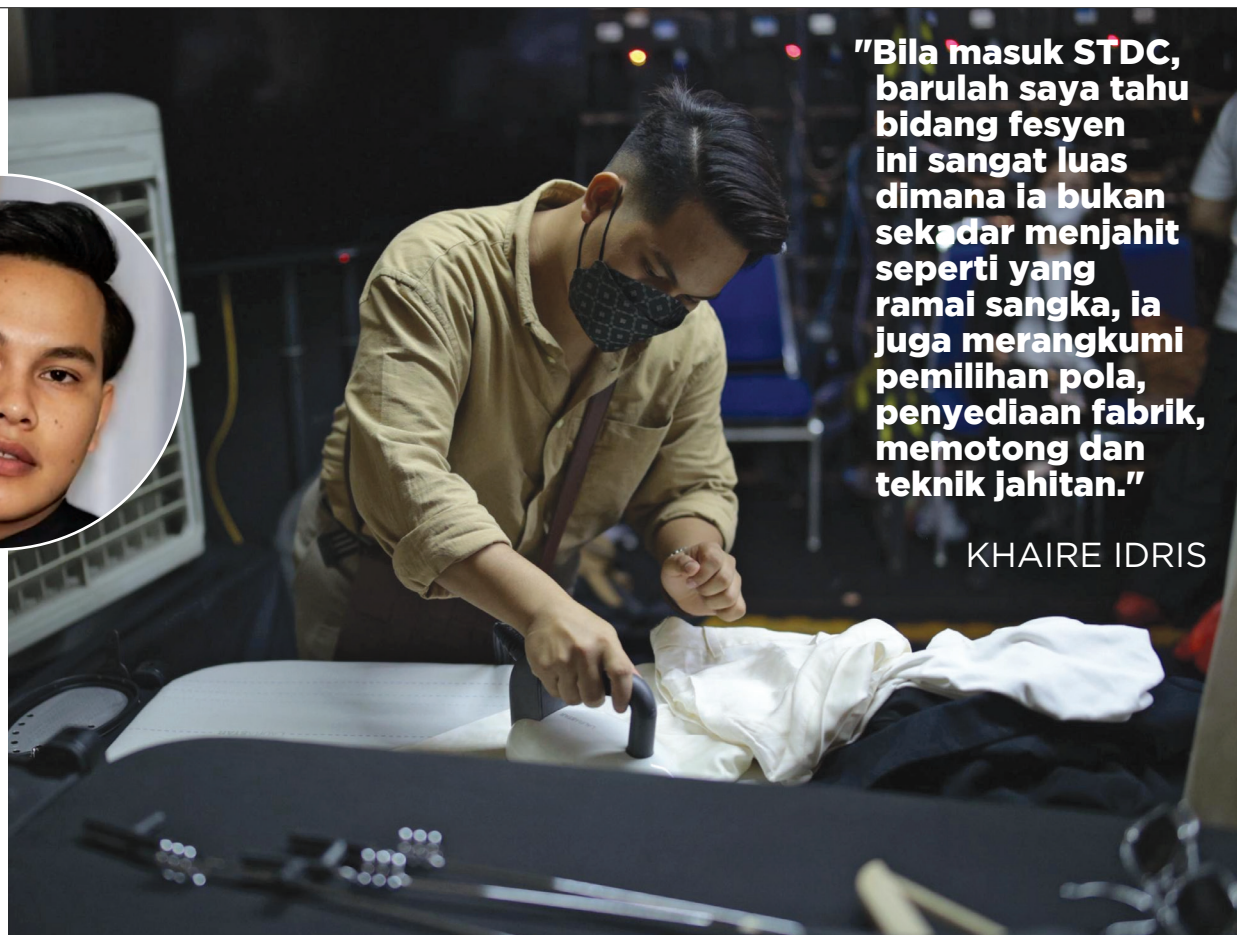 "Bila masuk STDC,
barulah saya tahu
bidang fesyen
ini sangat luas
dimana ia bukan
sekadar menjahit
seperti yang
ramai sangka, ia
juga merangkumi
pemilihan pola,
penyediaan fabrik,
memotong dan
teknik jahitan."
KHAIRE IDRIS